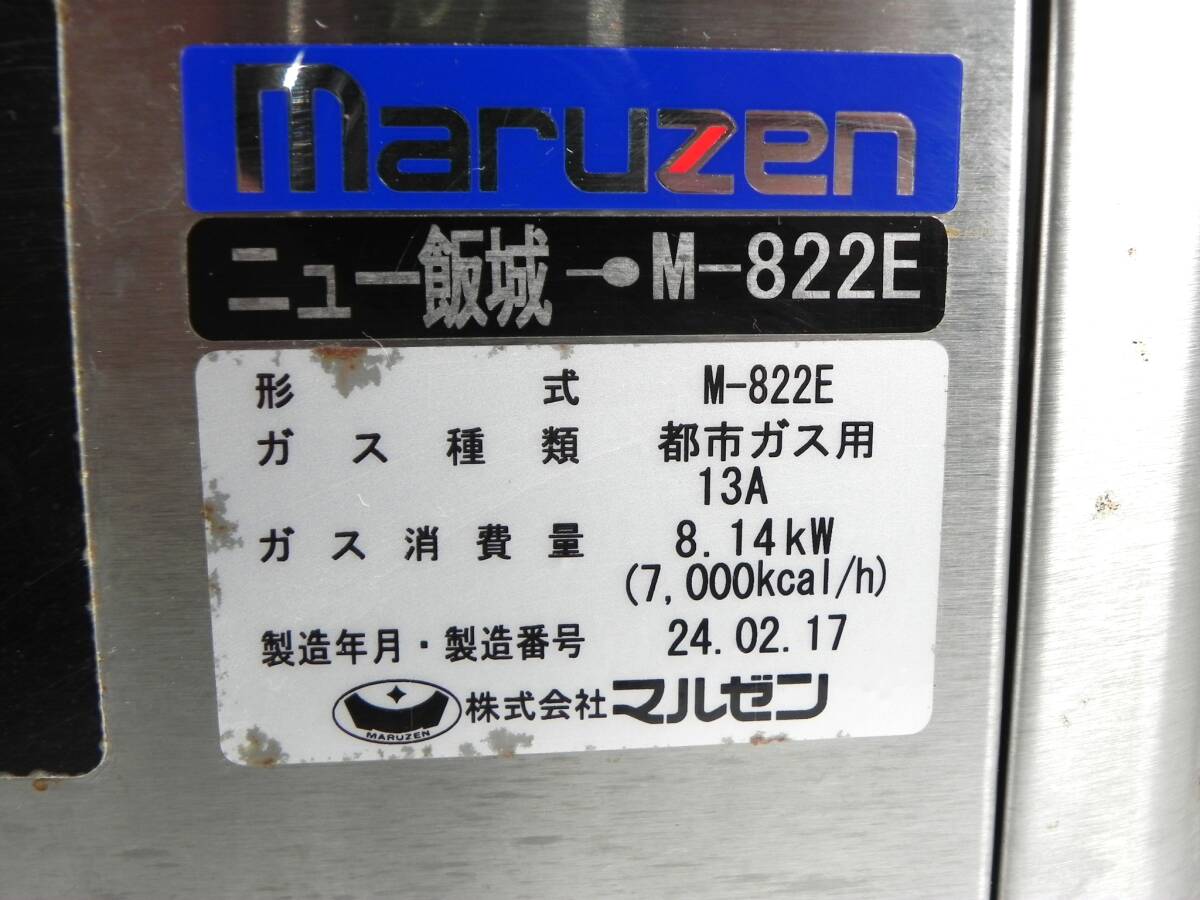 maruzen
ニュー飯城 M-822E
形式 M-822E
ガス種類 都市ガス用
13A
ガス消費量 8.14kW
(7,000kcal/h)
製造年月・製造番号 24.02.17
MARUZEN 株式会社マルゼン